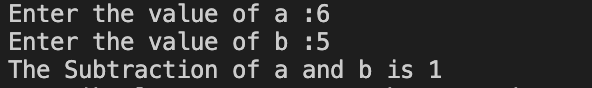 Enter the value of a :6
Enter the value of b :5
The Subtraction of a and b is 1